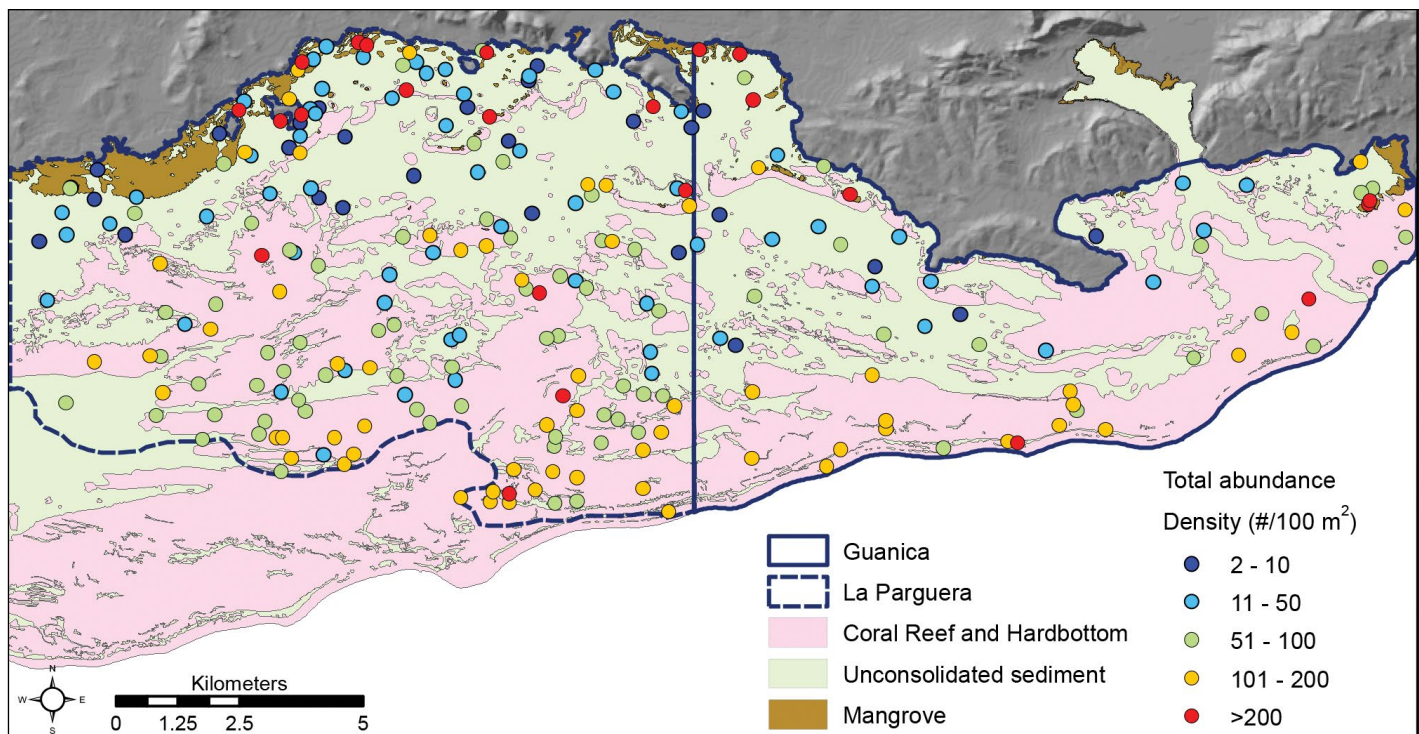 Total abundance
Density (#/100 m²)
Guanica
2 - 10
La Parguera
11 - 50
Coral Reef and Hardbottom
51 - 100
Unconsolidated sediment
101 - 200
Mangrove
>200
N
W E
S
Kilometers
0 1.25 2.5 5